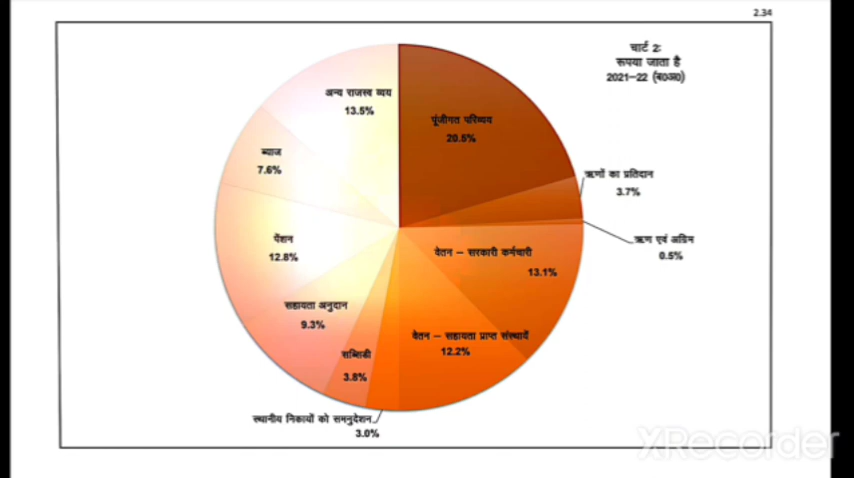 2.34
चार्ट 2:
रूपया जाता है
2021–22 (ब0अ0)
अन्य राजस्व व्यय
13.5%
पूंजीगत परिव्यय
20.5%
ब्याज
7.6%
ऋणों का प्रतिदान
3.7%
पेंशन
12.8%
वेतन – सरकारी कर्मचारी
13.1%
ऋण एवं अग्रिम
0.5%
सहायता अनुदान
9.3%
वेतन – सहायता प्राप्त संस्थायें
12.2%
सब्सिडी
3.8%
स्थानीय निकायों को समनुदेशन
3.0%
XRecorder